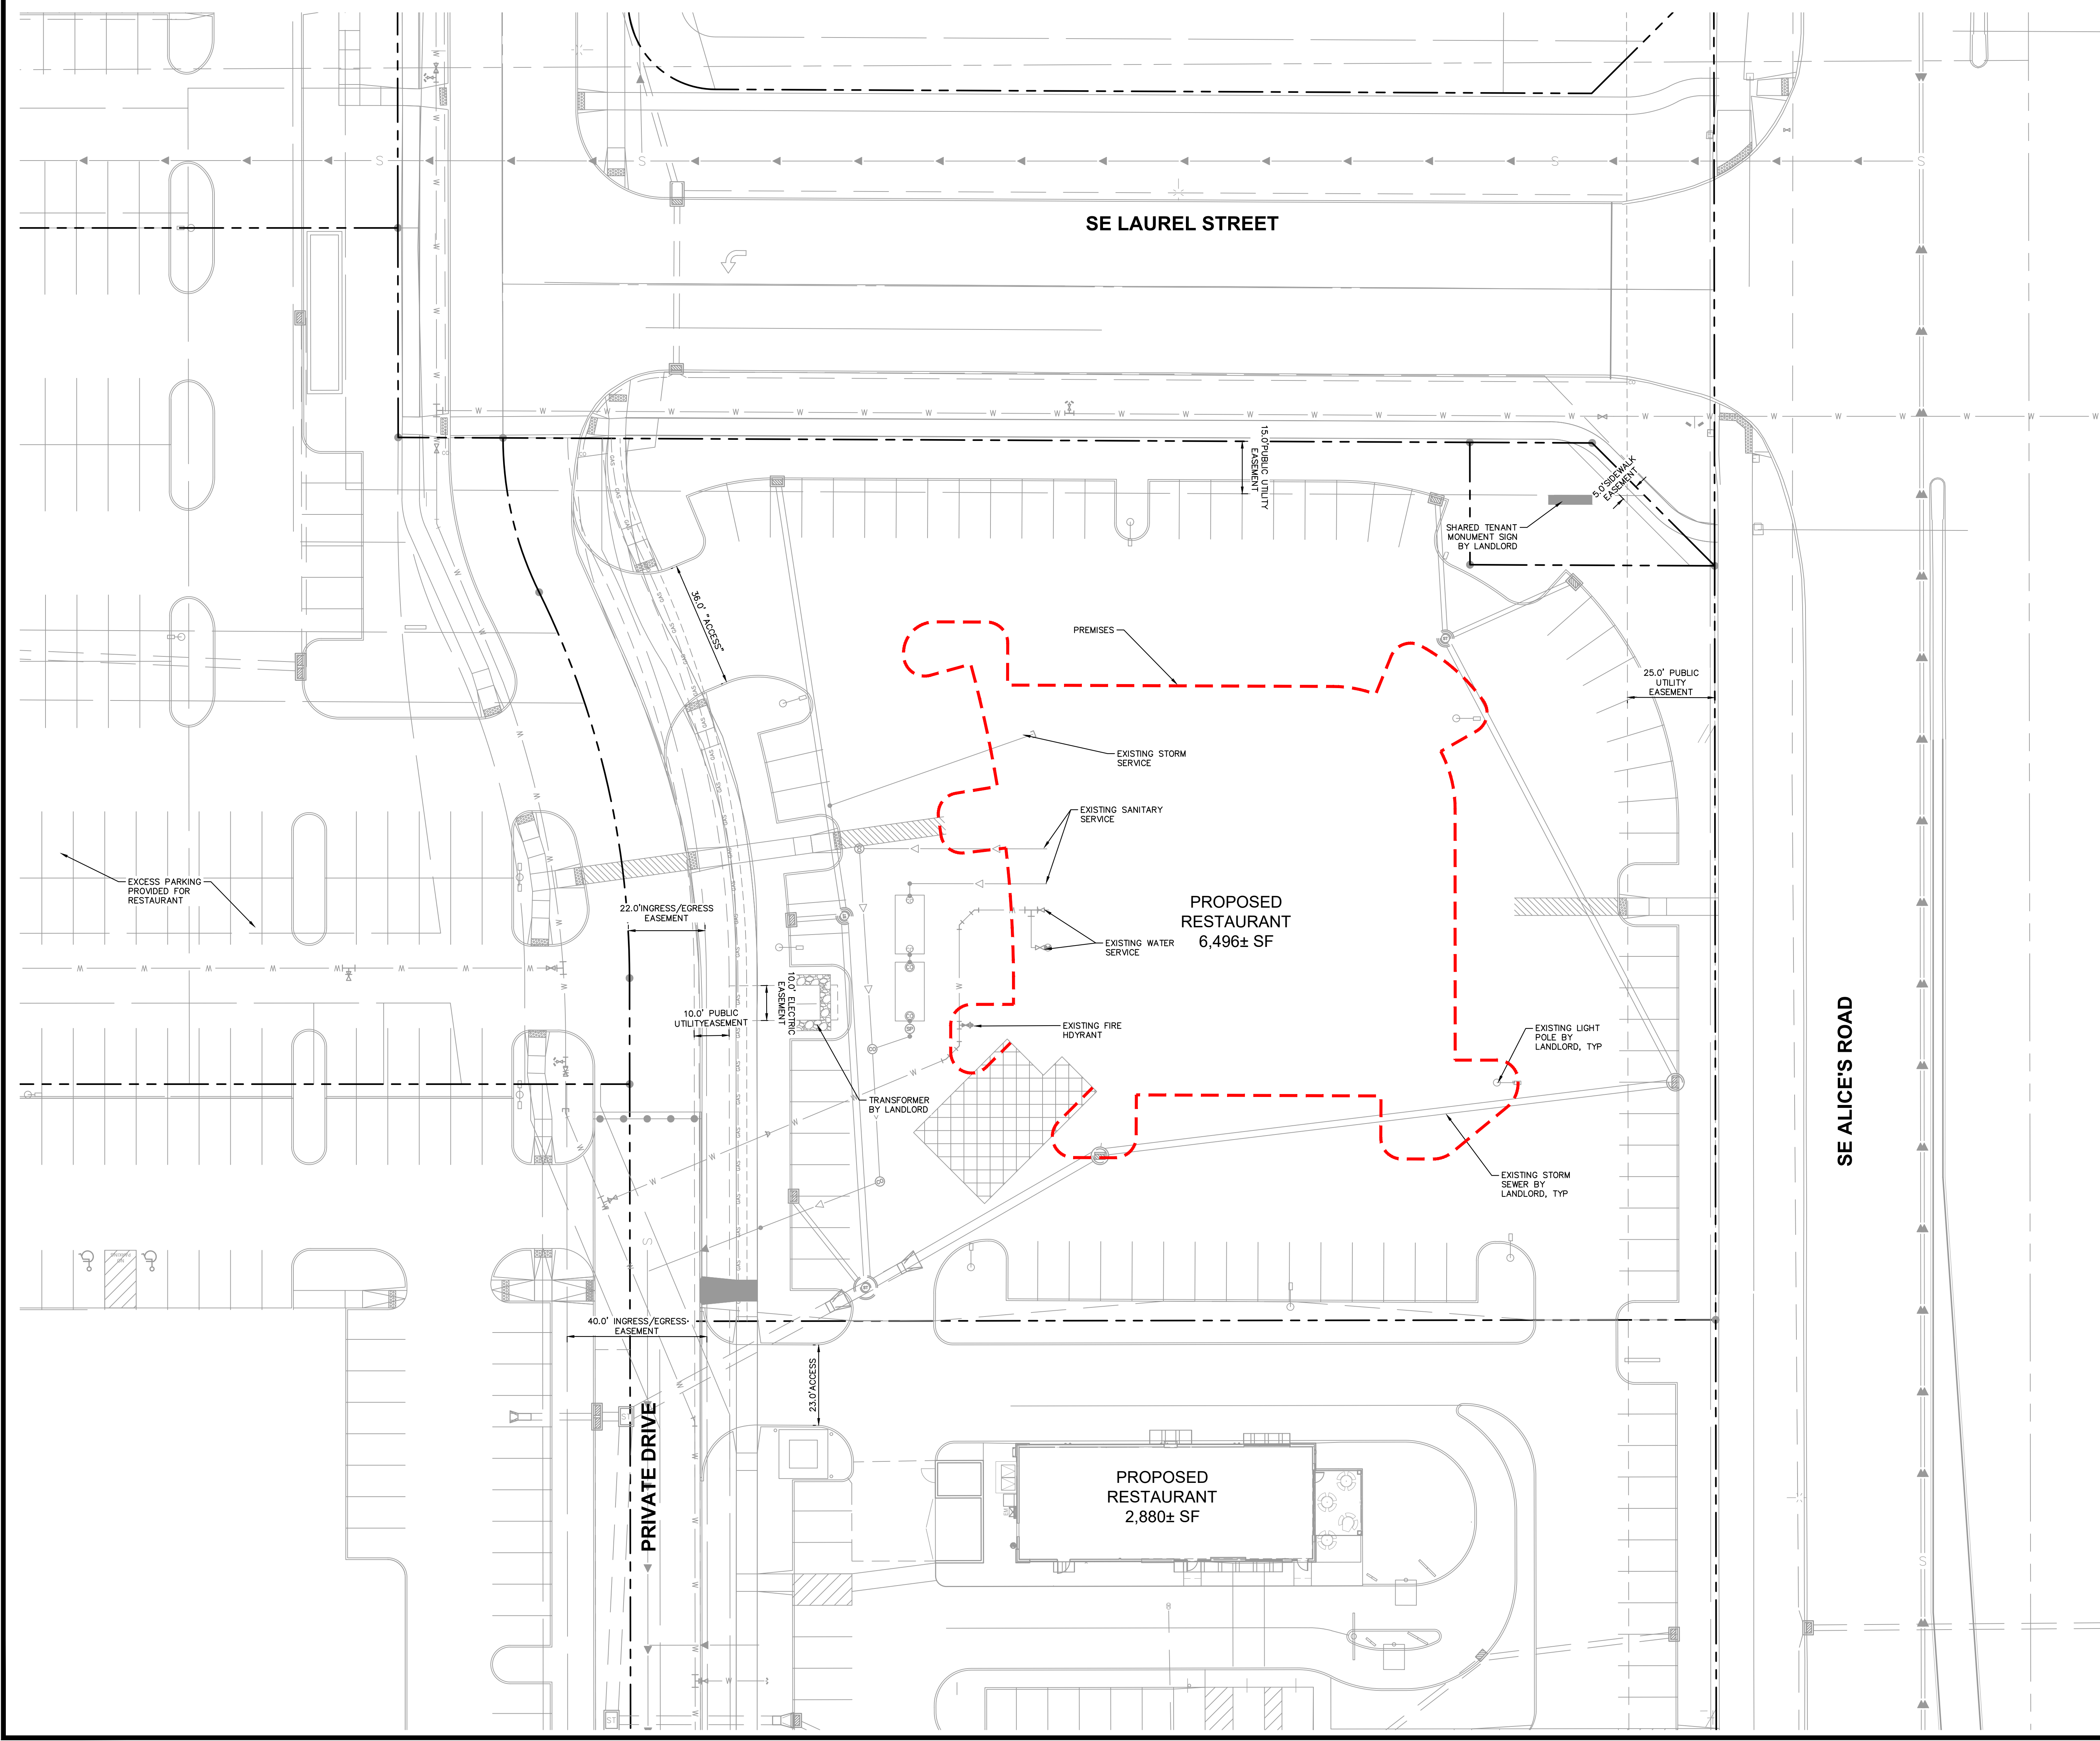 SE LAUREL STREET
15.0'PUBLIC UTILITY
EASEMENT
5.0'SIDEWALK
EASEMENT
SHARED TENANT
MONUMENT SIGN
BY LANDLORD
36.0' "ACCESS"
PREMISES
25.0' PUBLIC
UTILITY
EASEMENT
EXISTING STORM
SERVICE
EXISTING SANITARY
SERVICE
EXCESS PARKING
PROVIDED FOR
RESTAURANT
22.0'INGRESS/EGRESS
EASEMENT
PROPOSED
RESTAURANT
6,496± SF
EXISTING WATER
SERVICE
10.0' ELECTRIC
EASEMENT
10.0' PUBLIC
UTILITYEASEMENT
EXISTING FIRE
HDYRANT
EXISTING LIGHT
POLE BY
LANDLORD, TYP
TRANSFORMER
BY LANDLORD
SE ALICE'S ROAD
EXISTING STORM
SEWER BY
LANDLORD, TYP
NO
PARKING
40.0' INGRESS/EGRESS
EASEMENT
23.0'ACCESS
PRIVATE DRIVE
PROPOSED
RESTAURANT
2,880± SF
ST
ST